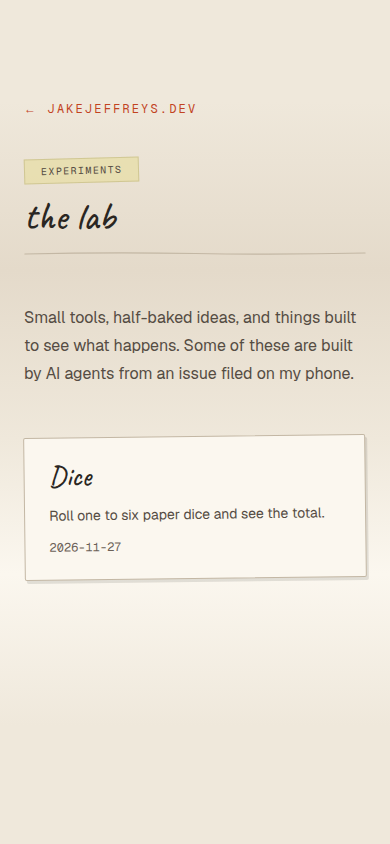 ← JAKEJEFFREYS.DEV
EXPERIMENTS
the lab
Small tools, half-baked ideas, and things built
to see what happens. Some of these are built
by AI agents from an issue filed on my phone.
Dice
Roll one to six paper dice and see the total.
2026-11-27